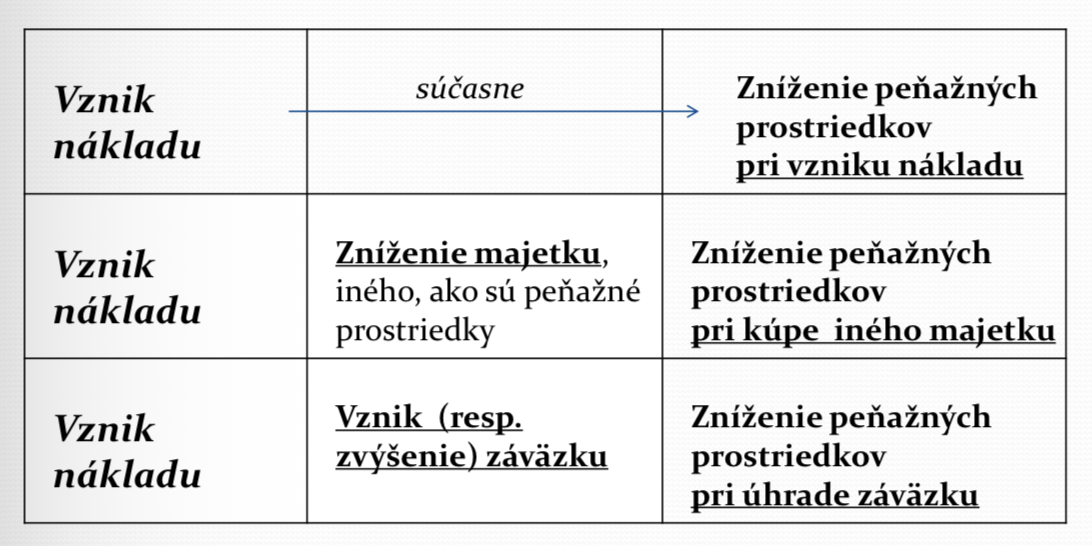 Vznik
nákladu
súčasne
Zníženie peňažných
prostriedkov
pri vzniku nákladu
Vznik
nákladu
Zníženie majetku,
iného, ako sú peňažné
prostriedky
Zníženie peňažných
prostriedkov
pri kúpe  iného majetku
Vznik
nákladu
Vznik  (resp.
zvýšenie) záväzku
Zníženie peňažných
prostriedkov
pri úhrade záväzku